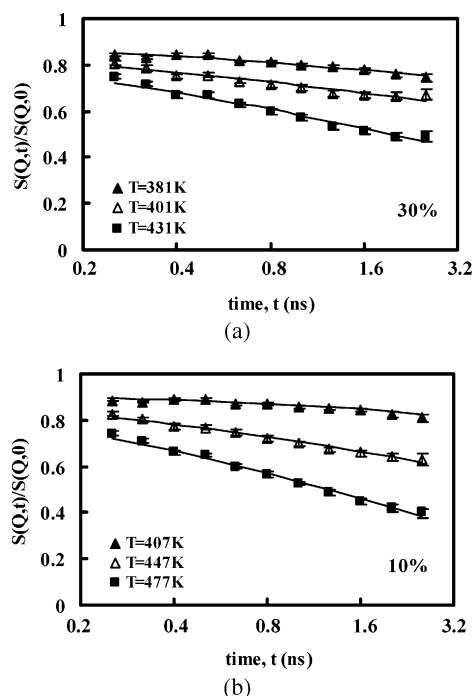 1
0.8
0.6
0.4
0.2
0
S(Q,t)/S(Q,0)
T=381K
T=401K
T=431K
30%
0.2 0.4 0.8 1.6 3.2
time, t (ns)
(a)
1
0.8
0.6
0.4
0.2
0
S(Q,t)/S(Q,0)
T=407K
T=447K
T=477K
10%
0.2 0.4 0.8 1.6 3.2
time, t (ns)
(b)